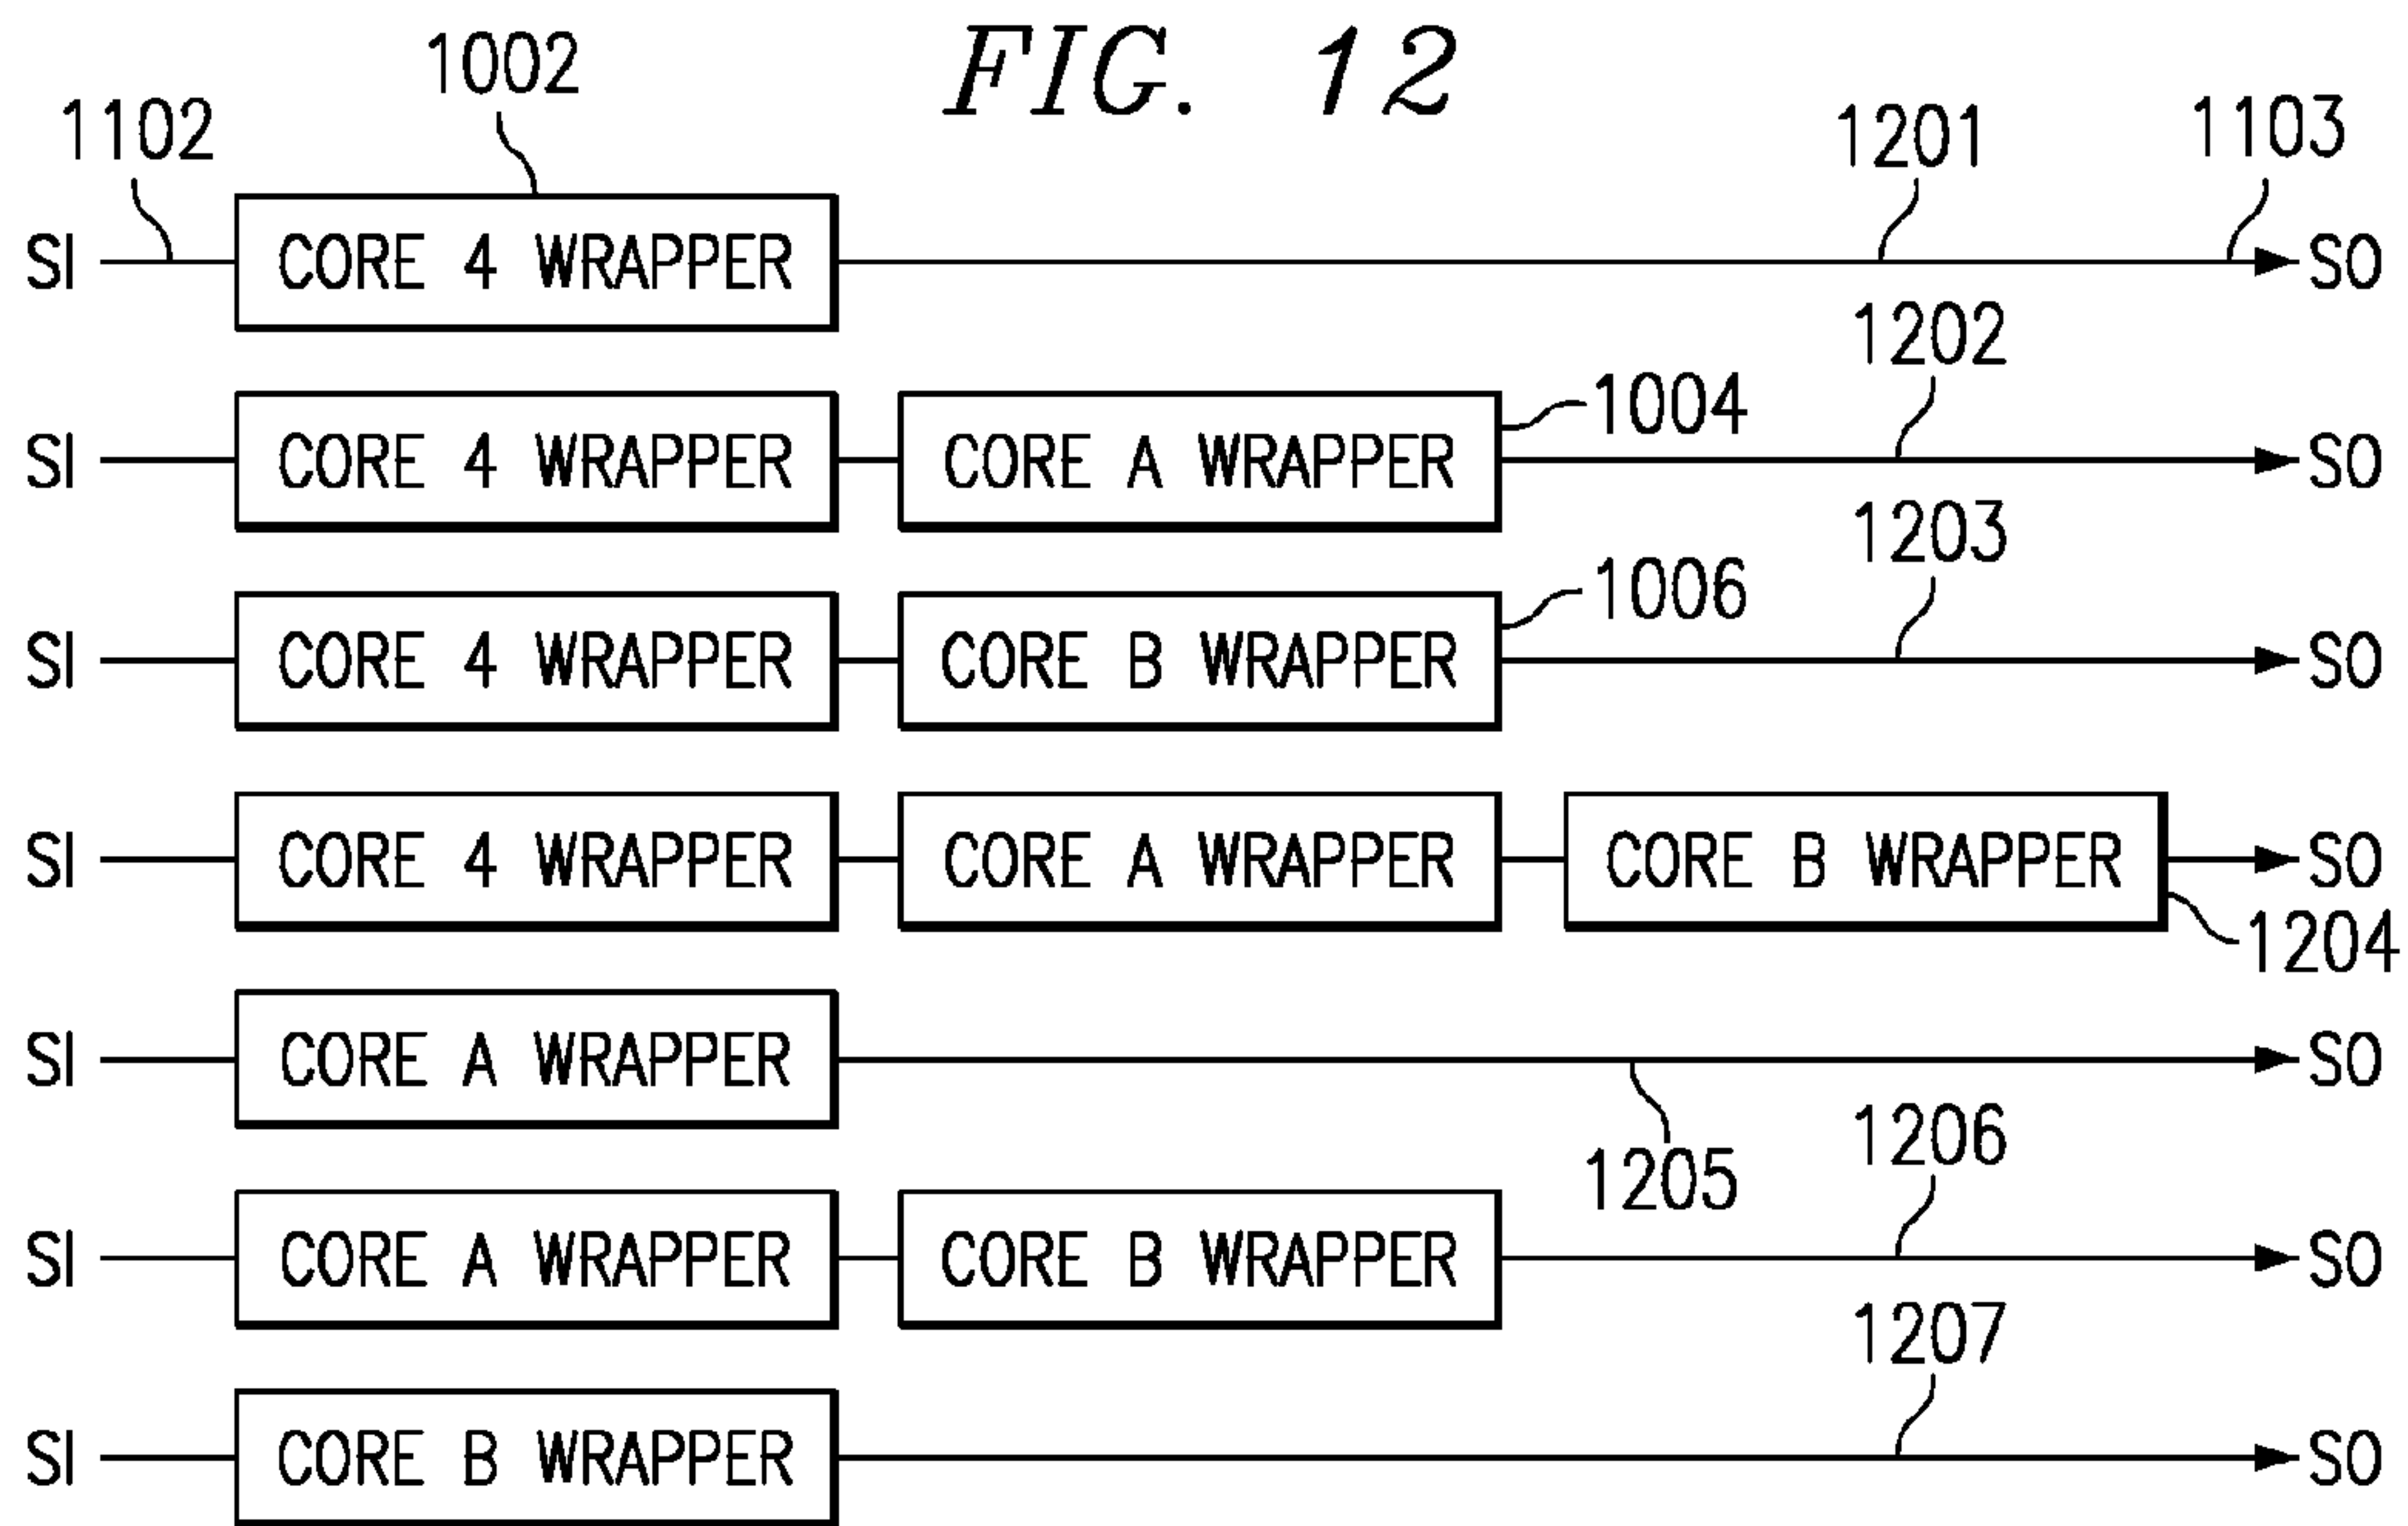 FIG. 12
1002
1102
1201
1103
SI CORE 4 WRAPPER SO
1202
1004
SI CORE 4 WRAPPER CORE A WRAPPER SO
1203
1006
SI CORE 4 WRAPPER CORE B WRAPPER SO
SI CORE 4 WRAPPER CORE A WRAPPER CORE B WRAPPER SO
1204
SI CORE A WRAPPER SO
1205
1206
SI CORE A WRAPPER CORE B WRAPPER SO
1207
SI CORE B WRAPPER SO